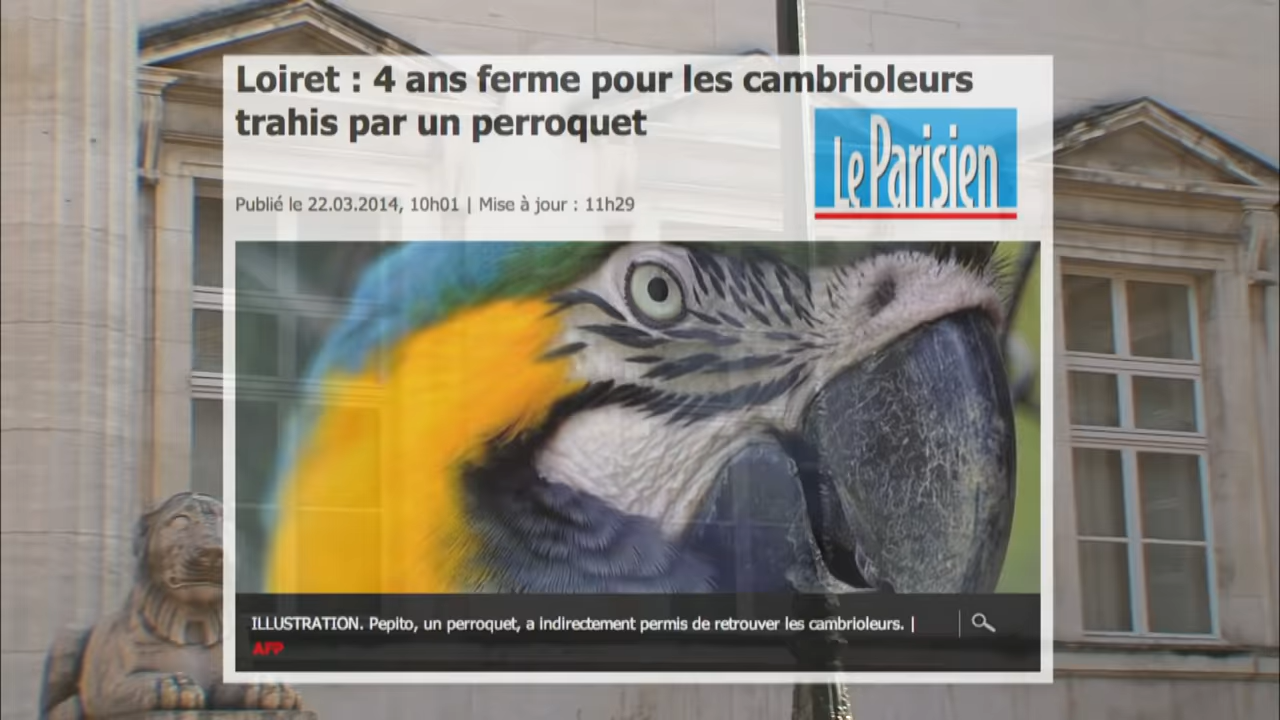 Loiret : 4 ans ferme pour les cambrioleurs
trahis par un perroquet
Le Parisien
Publié le 22.03.2014, 10h01 | Mise à jour : 11h29
ILLUSTRATION. Pepito, un perroquet, a indirectement permis de retrouver les cambrioleurs. |
AFP